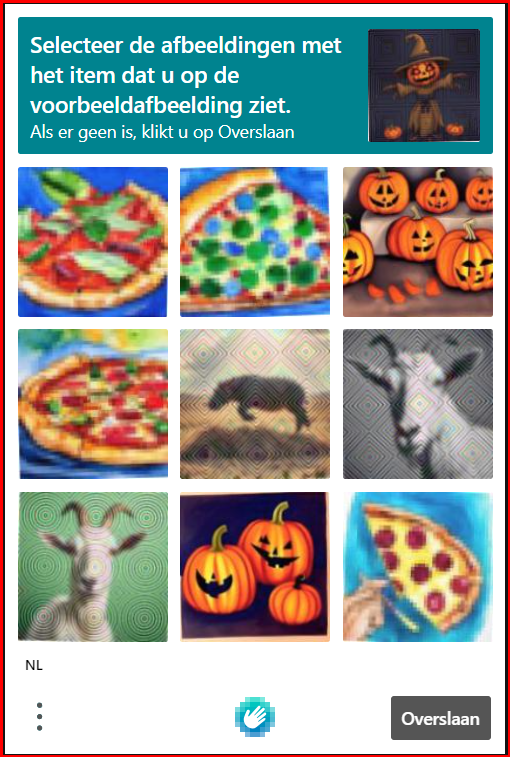 Selecteer de afbeeldingen met
het item dat u op de
voorbeeldafbeelding ziet.
Als er geen is, klikt u op Overslaan
NL
Overslaan